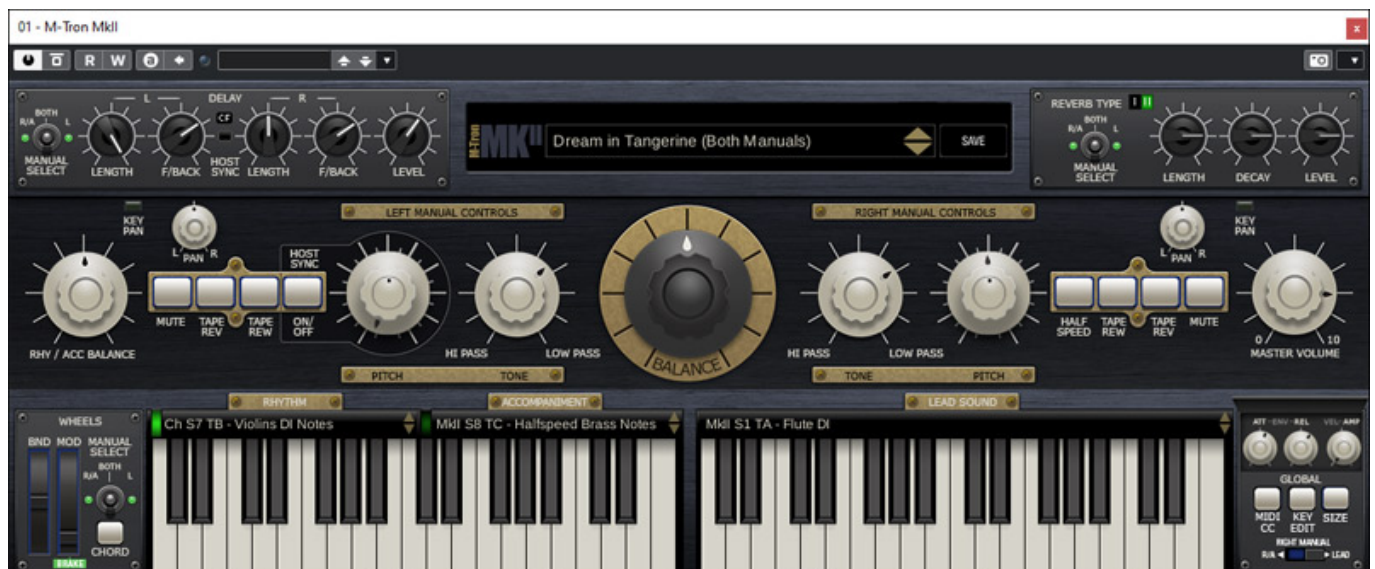 01 - M-Tron MkII
x
R W a
L DELAY R
BOTH
R/A L
MANUAL
SELECT
LENGTH
F/BACK
CF
HOST
SYNC
LENGTH
F/BACK
LEVEL
M-Tron
MKII
Dream in Tangerine (Both Manuals)
SAVE
REVERB TYPE I II
BOTH
R/A L
MANUAL
SELECT
LENGTH
DECAY
LEVEL
KEY
PAN
L PAN R
LEFT MANUAL CONTROLS
RIGHT MANUAL CONTROLS
L PAN R
KEY
PAN
RHY / ACC BALANCE
MUTE
TAPE
REV
TAPE
REW
HOST
SYNC
ON/
OFF
HI PASS
LOW PASS
PITCH
TONE
BALANCE
HI PASS
LOW PASS
TONE
PITCH
HALF
SPEED
TAPE
REW
TAPE
REV
MUTE
0 10
MASTER VOLUME
RHYTHM
ACCOMPANIMENT
LEAD SOUND
Ch S7 TB - Violins DI Notes
MkII S8 TC - Halfspeed Brass Notes
MkII S1 TA - Flute DI
WHEELS
BND MOD
MANUAL
SELECT
BOTH
R/A L
CHORD
BRAKE
ATT -ENV- REL
VEL- AMP
GLOBAL
MIDI
CC
KEY
EDIT
SIZE
RIGHT MANUAL
R/A LEAD